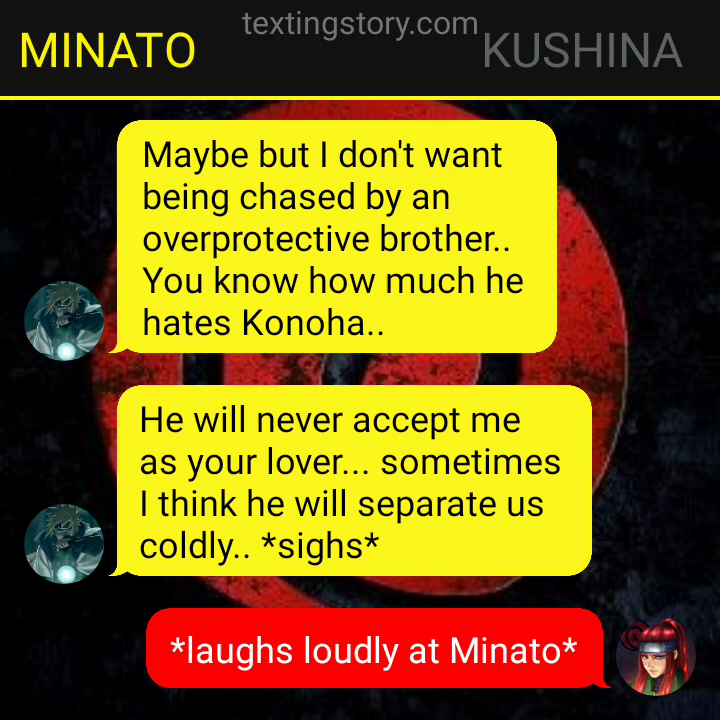 textingstory.com
MINATO
KUSHINA
Maybe but I don't want
being chased by an
overprotective brother..
You know how much he
hates Konoha..
He will never accept me
as your lover... sometimes
I think he will separate us
coldly.. *sighs*
*laughs loudly at Minato*